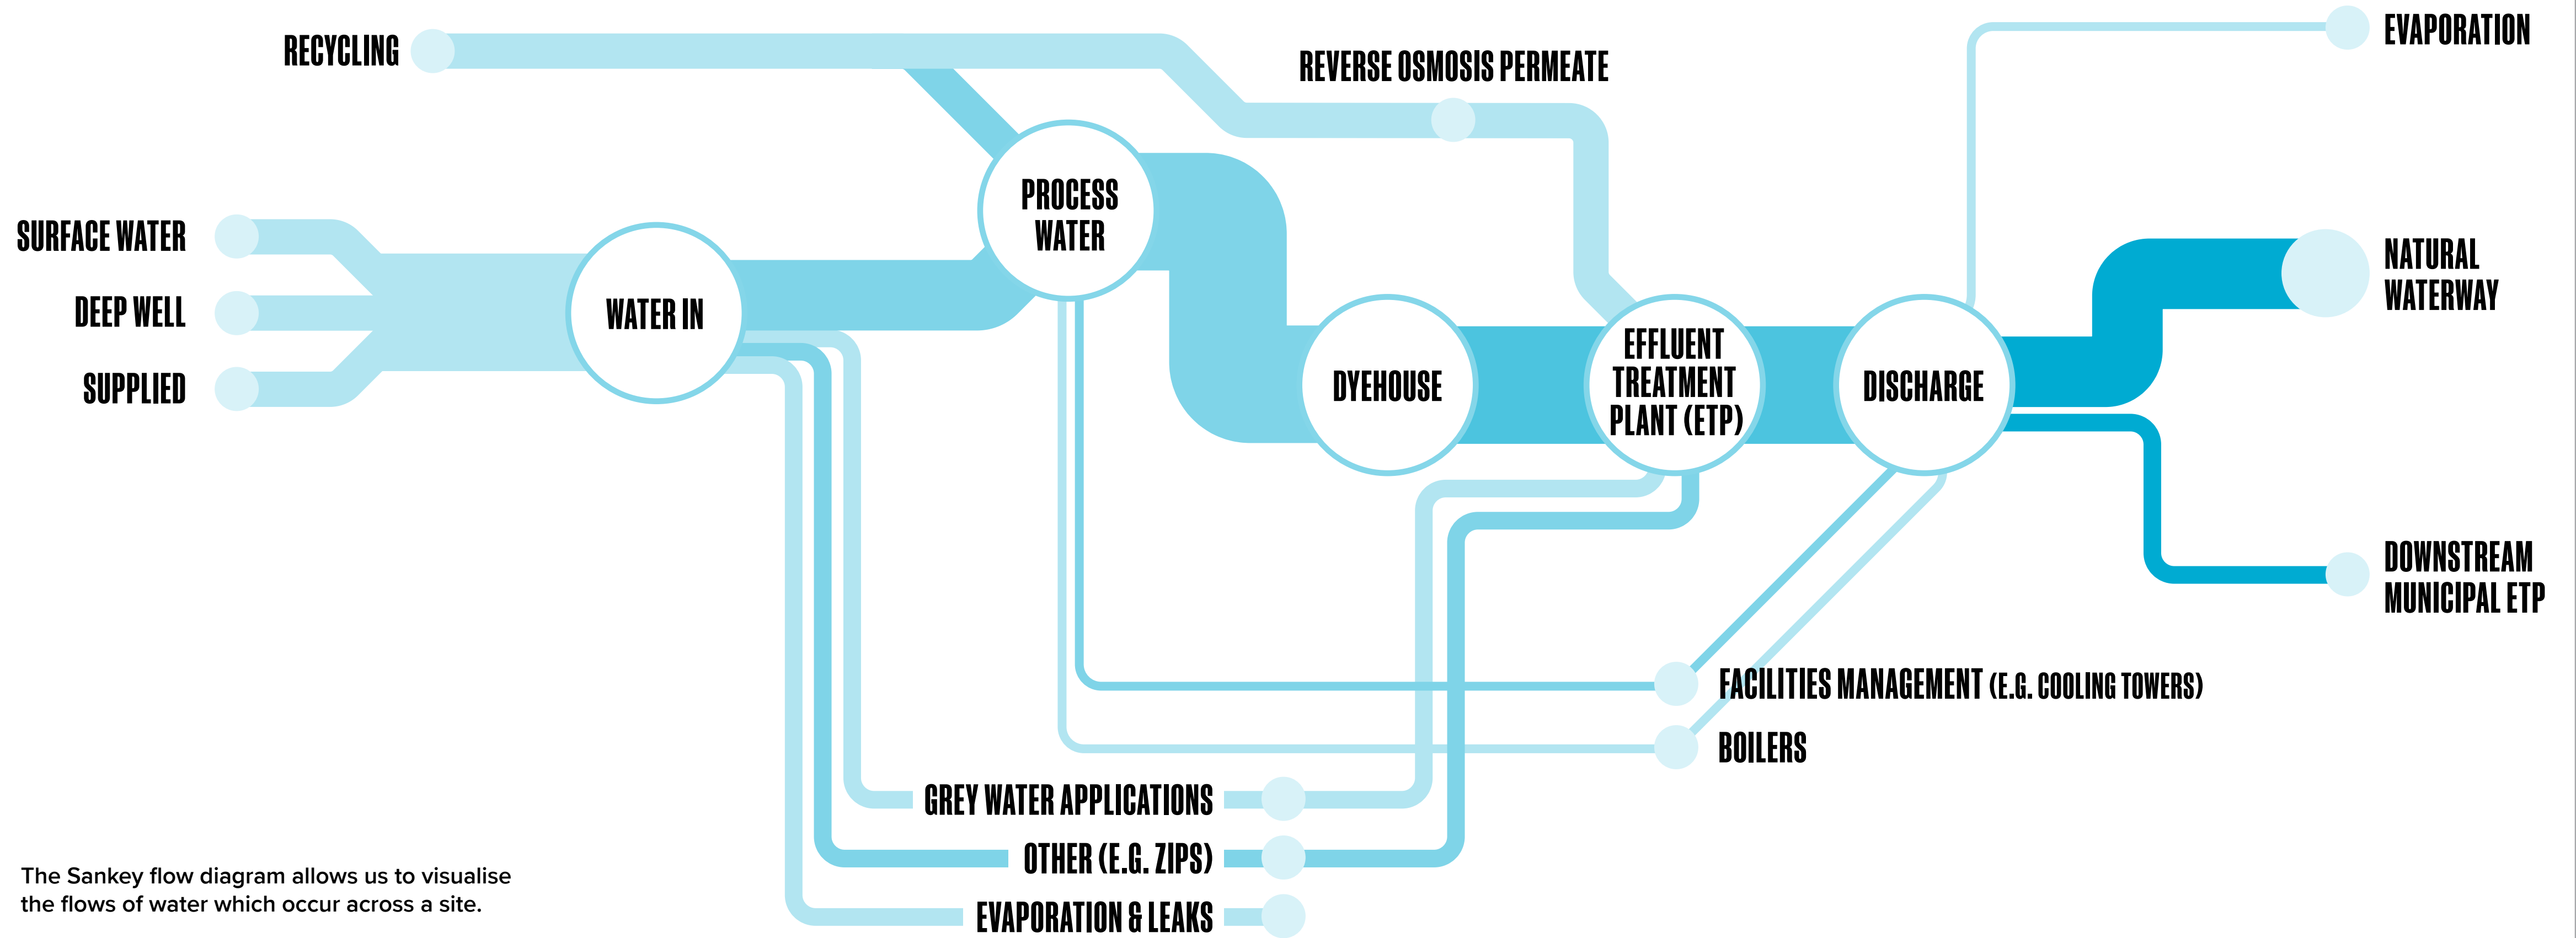 RECYCLING
REVERSE OSMOSIS PERMEATE
EVAPORATION
SURFACE WATER
DEEP WELL
SUPPLIED
WATER IN
PROCESS
WATER
DYEHOUSE
EFFLUENT
TREATMENT
PLANT (ETP)
DISCHARGE
NATURAL
WATERWAY
DOWNSTREAM
MUNICIPAL ETP
FACILITIES MANAGEMENT (E.G. COOLING TOWERS)
BOILERS
GREY WATER APPLICATIONS
OTHER (E.G. ZIPS)
EVAPORATION & LEAKS
The Sankey flow diagram allows us to visualise
the flows of water which occur across a site.